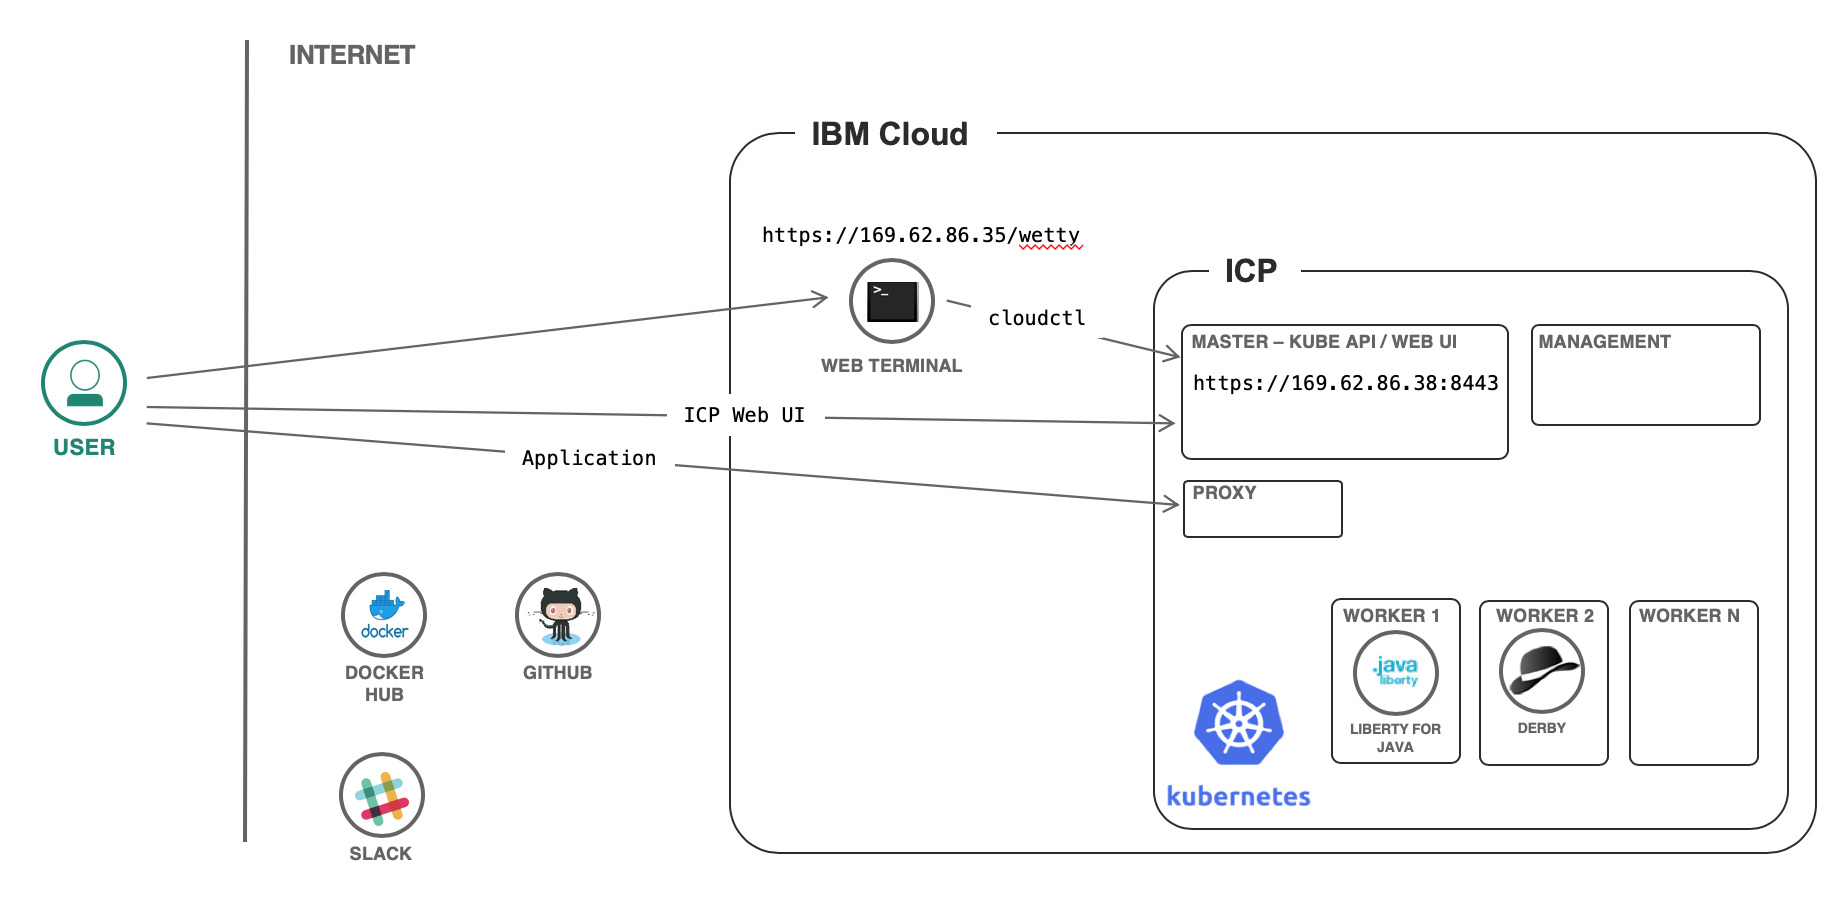 INTERNET
IBM Cloud
https://169.62.86.35/wetty
ICP
>_
cloudctl
MASTER – KUBE API / WEB UI
MANAGEMENT
WEB TERMINAL
https://169.62.86.38:8443
ICP Web UI
USER
Application
PROXY
docker
DOCKER
HUB
GITHUB
WORKER 1
WORKER 2
WORKER N
.java
liberty
LIBERTY FOR
JAVA
DERBY
kubernetes
SLACK